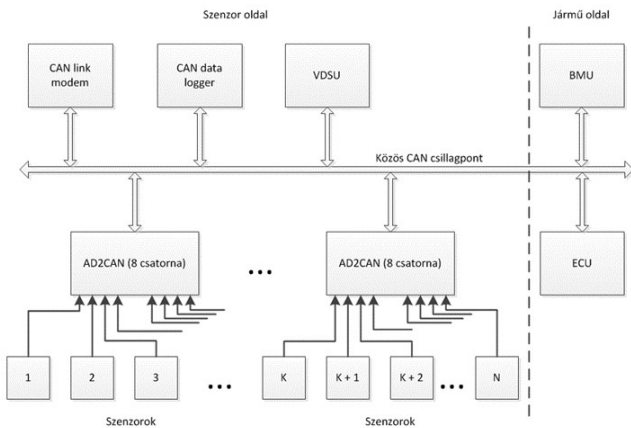 Szenzor oldal
Jármű oldal
CAN link
modem
CAN data
logger
VDSU
BMU
Közös CAN csillagpont
AD2CAN (8 csatorna)
...
AD2CAN (8 csatorna)
ECU
1
2
3
...
K
K + 1
K + 2
...
N
Szenzorok
Szenzorok